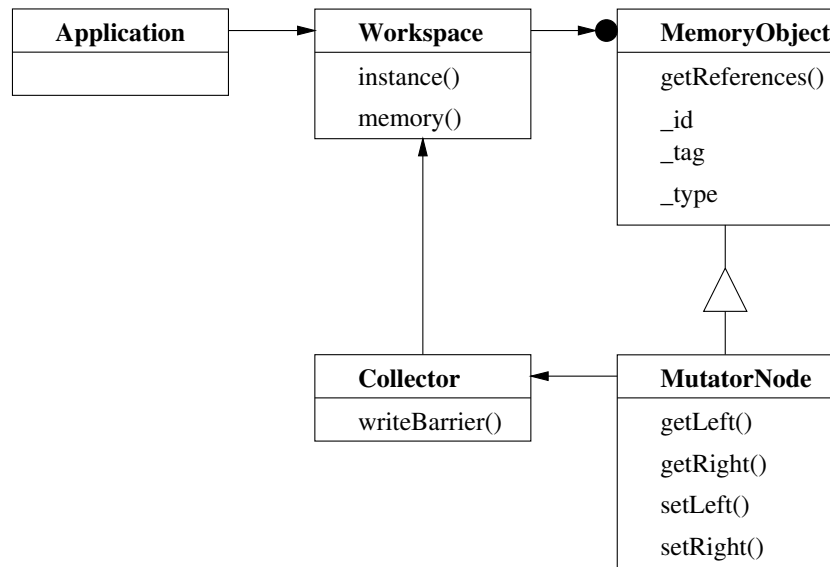 Application
Workspace
instance()
memory()
MemoryObject
getReferences()
_id
_tag
_type
Collector
writeBarrier()
MutatorNode
getLeft()
getRight()
setLeft()
setRight()